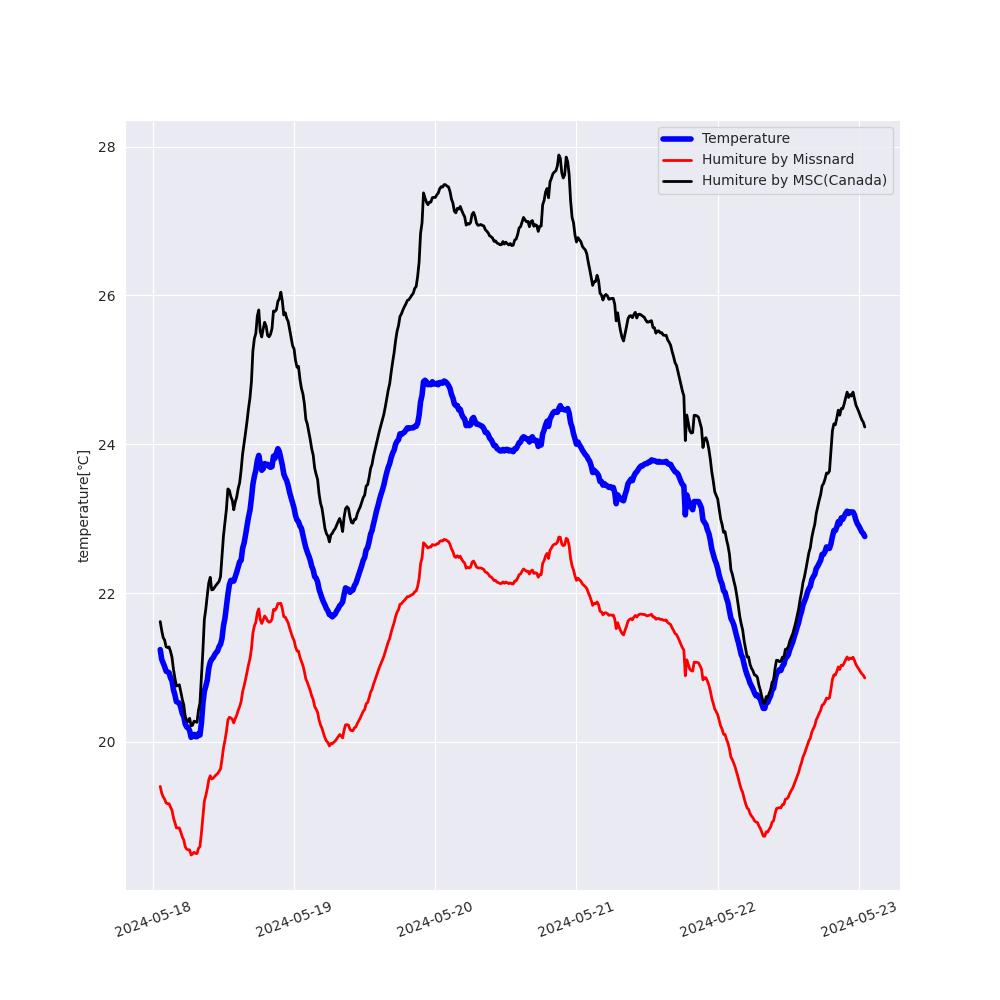 Temperature
Humiture by Missnard
Humiture by MSC(Canada)
28
26
24
22
20
temperature[℃]
2024-05-18
2024-05-19
2024-05-20
2024-05-21
2024-05-22
2024-05-23